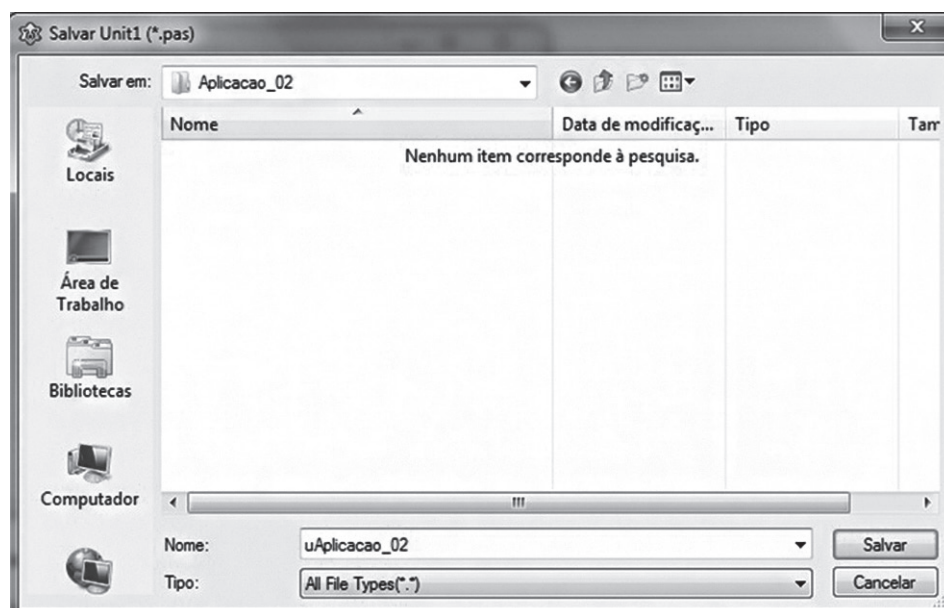 Salvar Unit1 (*.pas)
Salvar em: Aplicacao_02
Nome Data de modificaç... Tipo Tam
Nenhum item corresponde à pesquisa.
Locais
Área de
Trabalho
Bibliotecas
Computador
Nome: uAplicacao_02 Salvar
Tipo: All File Types(*.*) Cancelar